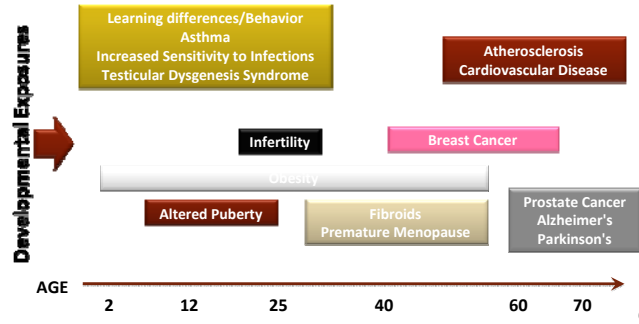 Developmental Exposures
Learning differences/Behavior
Asthma
Increased Sensitivity to Infections
Testicular Dysgenesis Syndrome
Atherosclerosis
Cardiovascular Disease
Infertility
Breast Cancer
Obesity
Altered Puberty
Fibroids
Premature Menopause
Prostate Cancer
Alzheimer's
Parkinson's
AGE
2 12 25 40 60 70